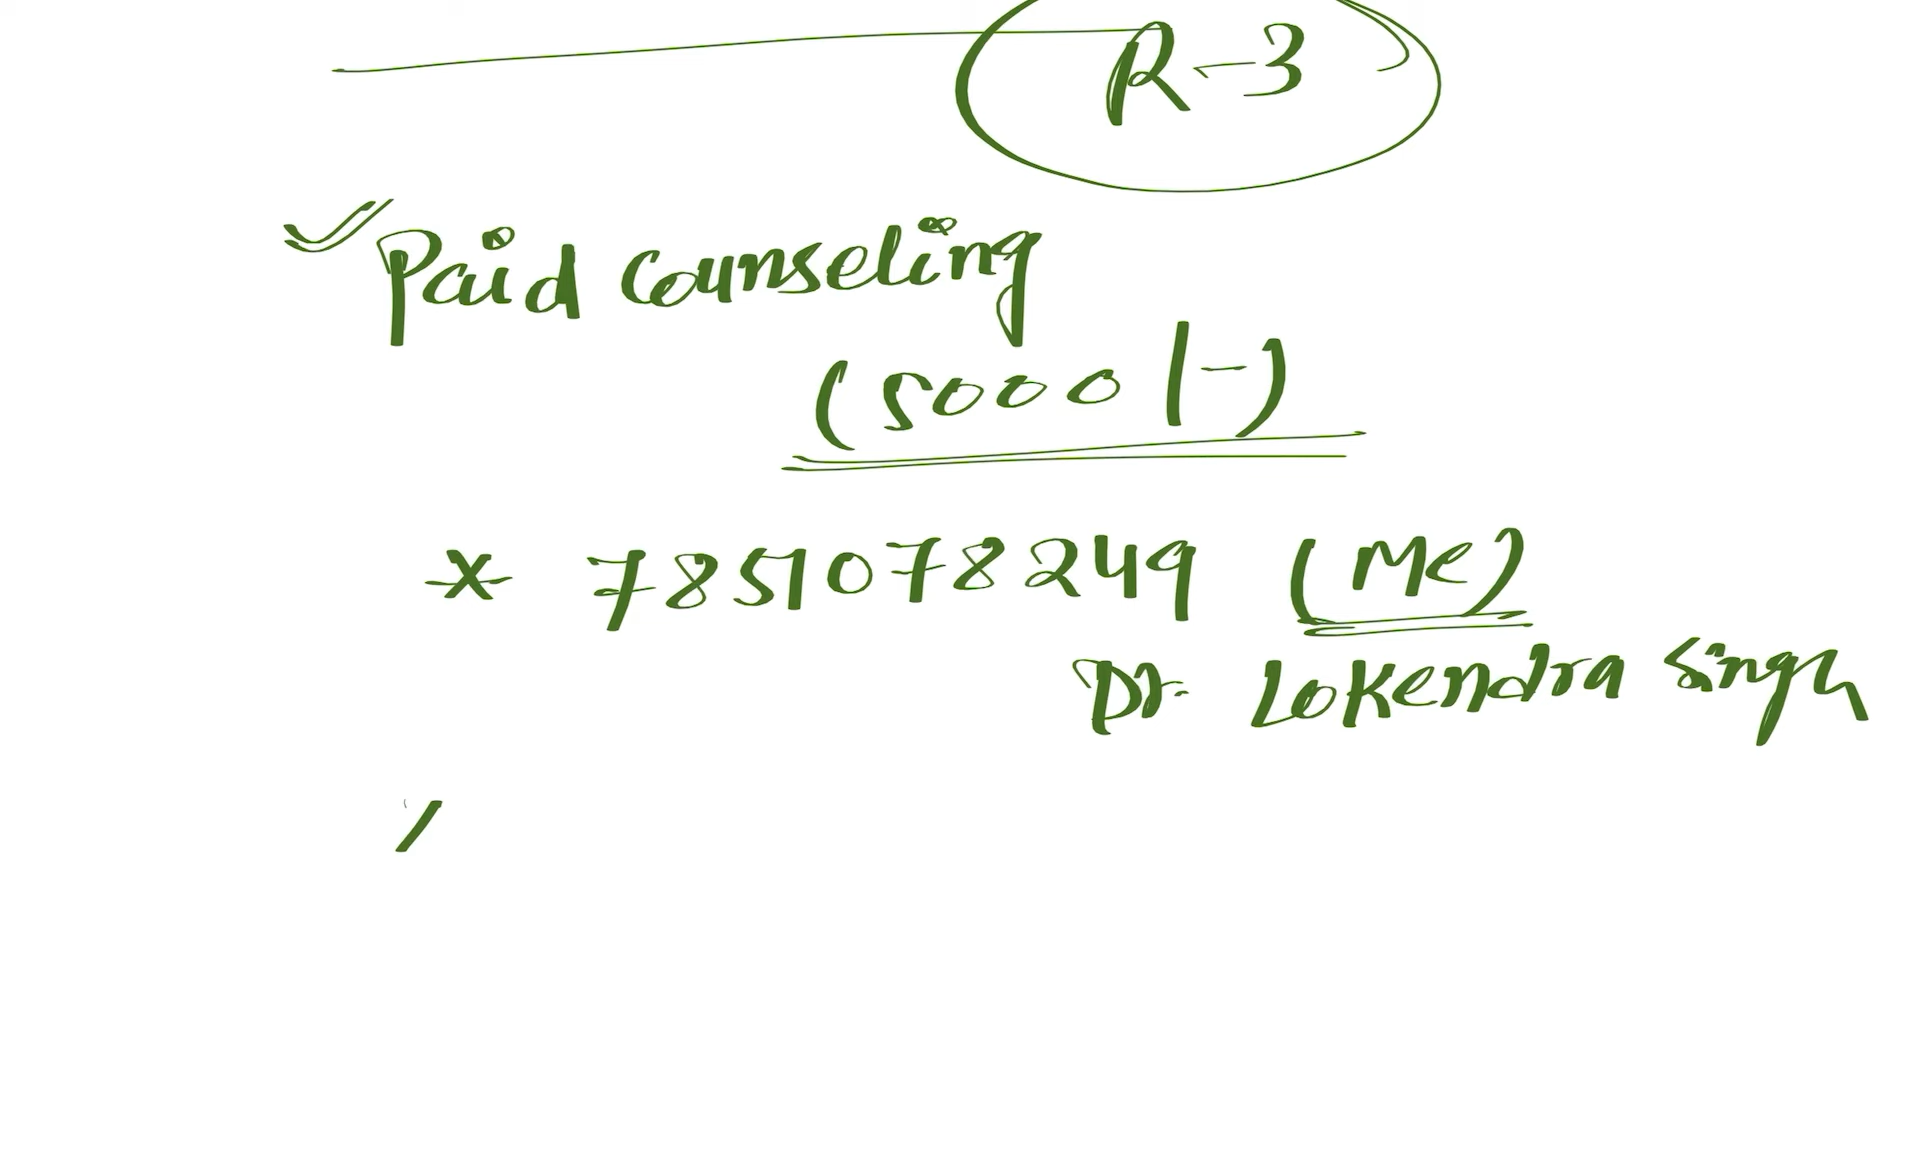 R-3
Paid Counseling
(5000/-)
* 7851078249 (Me)
Dr. Lokendra Singh